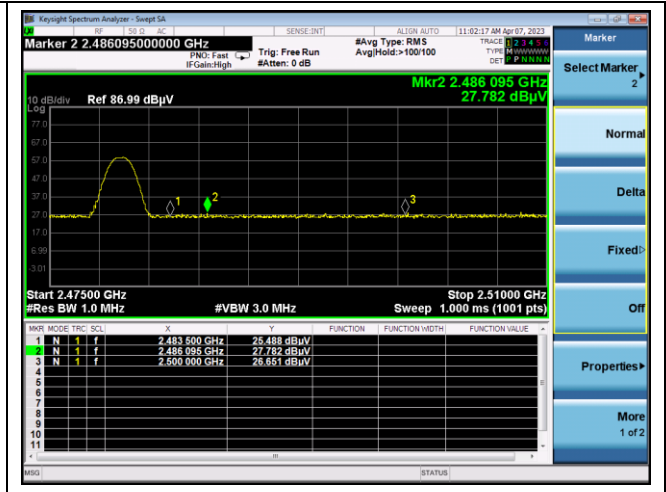 Keysight Spectrum Analyzer - Swept SA
RF 50 Ω AC SENSE:INT ALIGN AUTO 11:02:17 AM Apr 07, 2023
Marker 2 2.486095000000 GHz
PNO: Fast
IFGain:High
Trig: Free Run
#Atten: 0 dB
#Avg Type: RMS
Avg|Hold:>100/100
TRACE 1 2 3 4 5 6
TYPE M W W W W W
DET P P N N N N
Mkr2 2.486 095 GHz
27.782 dBµV
10 dB/div Ref 86.99 dBµV
Log
77.0
67.0
57.0
47.0
37.0
27.0
17.0
6.99
-3.01
1
2
3
Start 2.47500 GHz Stop 2.51000 GHz
#Res BW 1.0 MHz #VBW 3.0 MHz Sweep 1.000 ms (1001 pts)
MKR MODE TRC SCL X Y FUNCTION FUNCTION WIDTH FUNCTION VALUE
1 N 1 f 2.483 500 GHz 25.488 dBµV
2 N 1 f 2.486 095 GHz 27.782 dBµV
3 N 1 f 2.500 000 GHz 26.651 dBµV
4
5
6
7
8
9
10
11
MSG STATUS
Marker
Select Marker
2
Normal
Delta
Fixed
Off
Properties
More
1 of 2